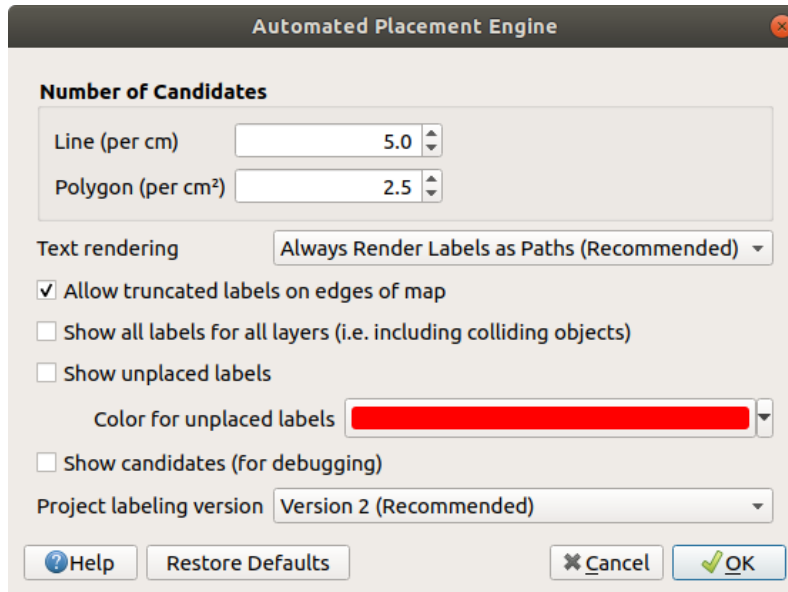 Automated Placement Engine
Number of Candidates
Line (per cm) 5.0
Polygon (per cm²) 2.5
Text rendering Always Render Labels as Paths (Recommended)
Allow truncated labels on edges of map
Show all labels for all layers (i.e. including colliding objects)
Show unplaced labels
Color for unplaced labels
Show candidates (for debugging)
Project labeling version Version 2 (Recommended)
Help Restore Defaults Cancel OK